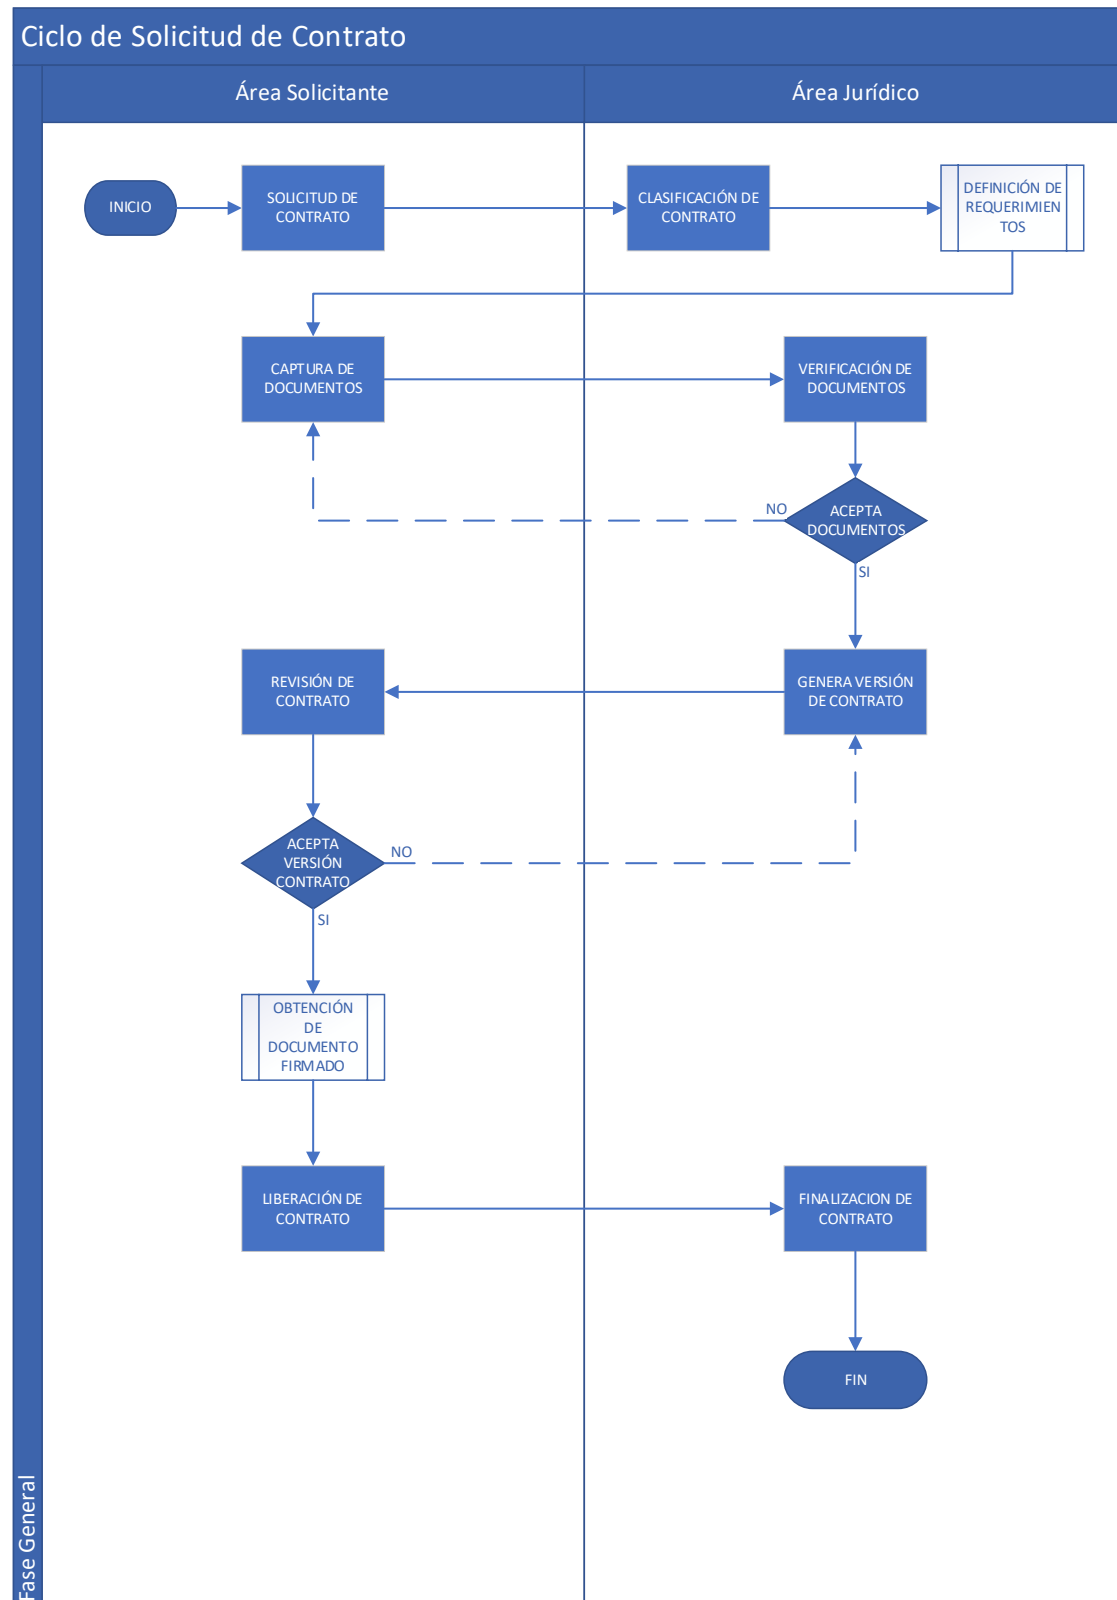 Ciclo de Solicitud de Contrato
Área Solicitante
Área Jurídico
INICIO
SOLICITUD DE
CONTRATO
CLASIFICACIÓN DE
CONTRATO
DEFINICIÓN DE
REQUERIMIEN
TOS
CAPTURA DE
DOCUMENTOS
VERIFICACIÓN DE
DOCUMENTOS
NO
ACEPTA
DOCUMENTOS
SI
REVISIÓN DE
CONTRATO
GENERA VERSIÓN
DE CONTRATO
ACEPTA
VERSIÓN
CONTRATO
NO
SI
OBTENCIÓN
DE
DOCUMENTO
FIRMADO
LIBERACIÓN DE
CONTRATO
FINALIZACION DE
CONTRATO
FIN
Fase General